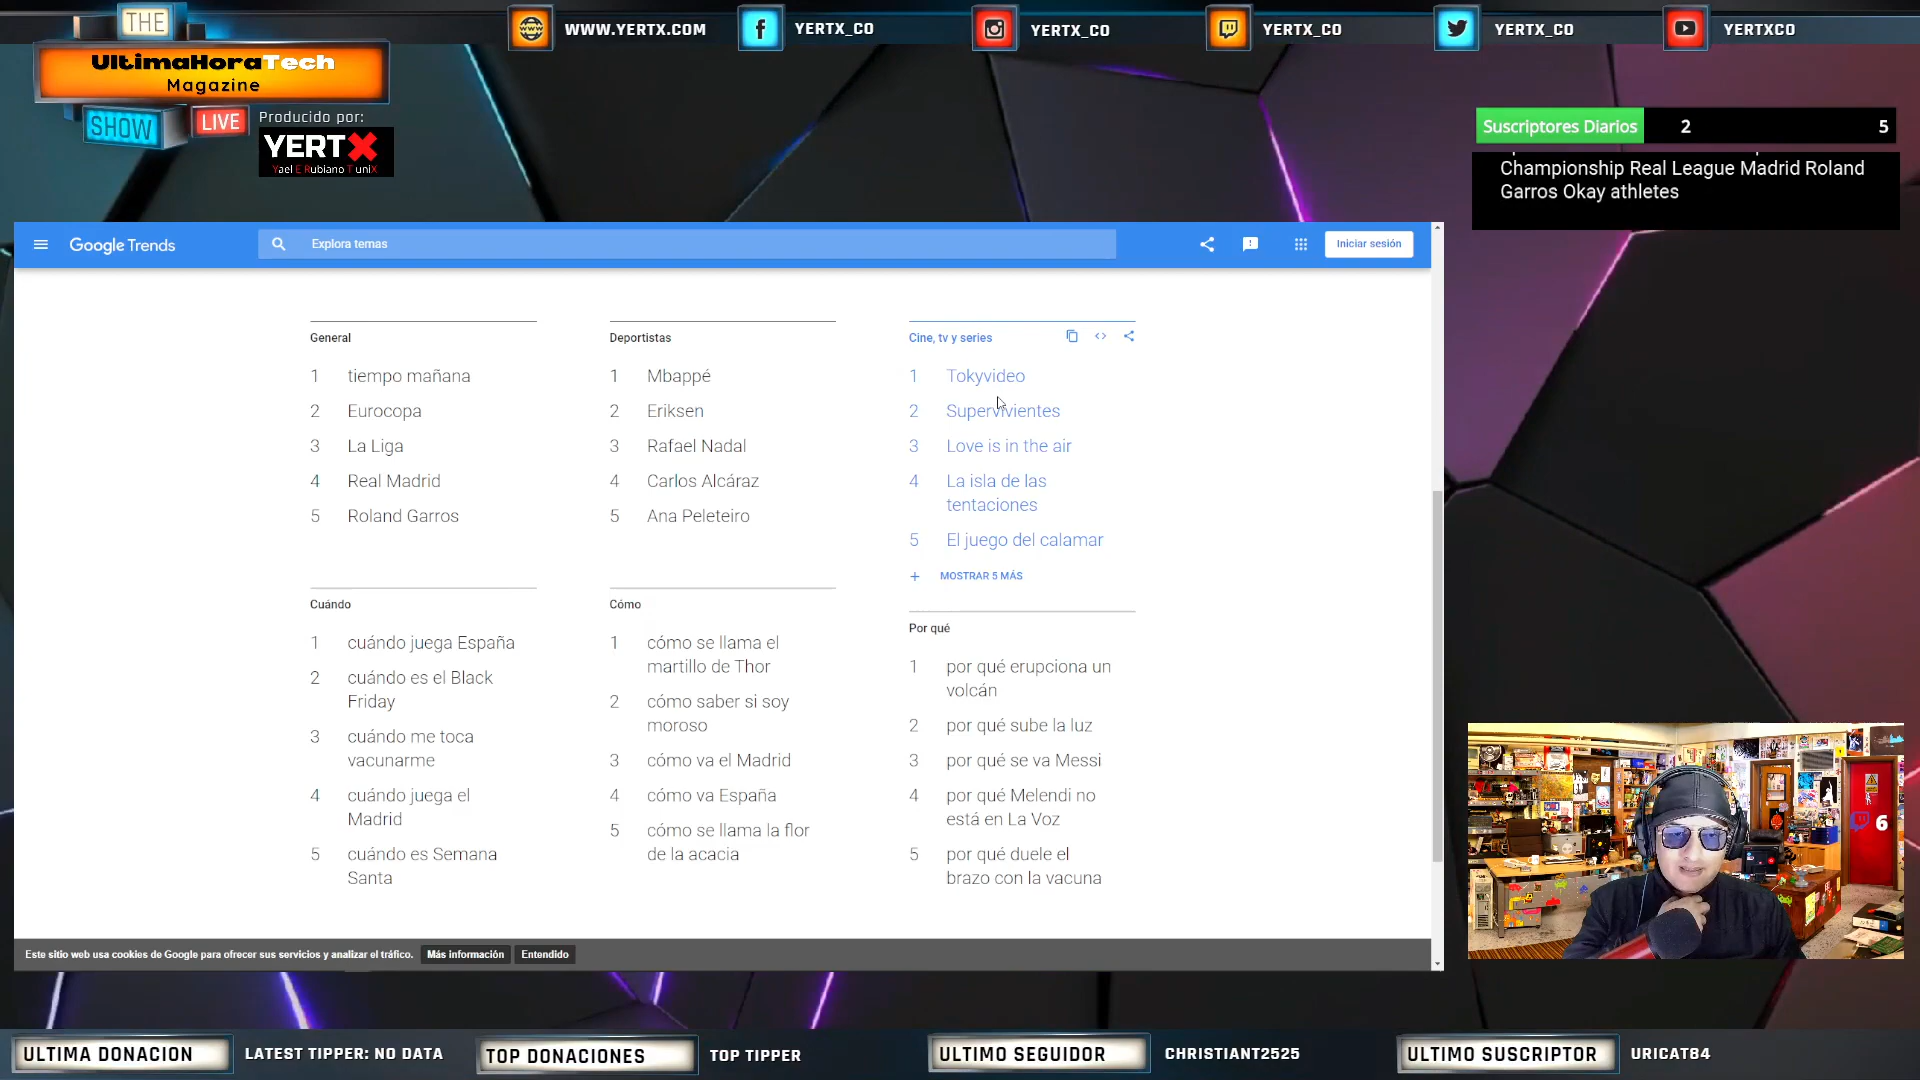 THE
UltimaHoraTech
Magazine
SHOW
LIVE
Producido por:
YERTX
Yael E Rubiano T uniX
WWW.YERTX.COM
YERTX_CO
YERTX_CO
YERTX_CO
YERTX_CO
YERTXCO
Suscriptores Diarios 2 5
Championship Real League Madrid Roland
Garros Okay athletes
Google Trends
Explora temas
Iniciar sesión
General
1 tiempo mañana
2 Eurocopa
3 La Liga
4 Real Madrid
5 Roland Garros
Deportistas
1 Mbappé
2 Eriksen
3 Rafael Nadal
4 Carlos Alcáraz
5 Ana Peleteiro
Cine, tv y series
1 Tokyvideo
2 Supervivientes
3 Love is in the air
4 La isla de las
tentaciones
5 El juego del calamar
+ MOSTRAR 5 MÁS
Cuándo
1 cuándo juega España
2 cuándo es el Black
Friday
3 cuándo me toca
vacunarme
4 cuándo juega el
Madrid
5 cuándo es Semana
Santa
Cómo
1 cómo se llama el
martillo de Thor
2 cómo saber si soy
moroso
3 cómo va el Madrid
4 cómo va España
5 cómo se llama la flor
de la acacia
Por qué
1 por qué erupciona un
volcán
2 por qué sube la luz
3 por qué se va Messi
4 por qué Melendi no
está en La Voz
5 por qué duele el
brazo con la vacuna
6
Este sitio web usa cookies de Google para ofrecer sus servicios y analizar el tráfico.
Más información
Entendido
ULTIMA DONACION
LATEST TIPPER: NO DATA
TOP DONACIONES
TOP TIPPER
ULTIMO SEGUIDOR
CHRISTIANT2525
ULTIMO SUSCRIPTOR
URICAT84